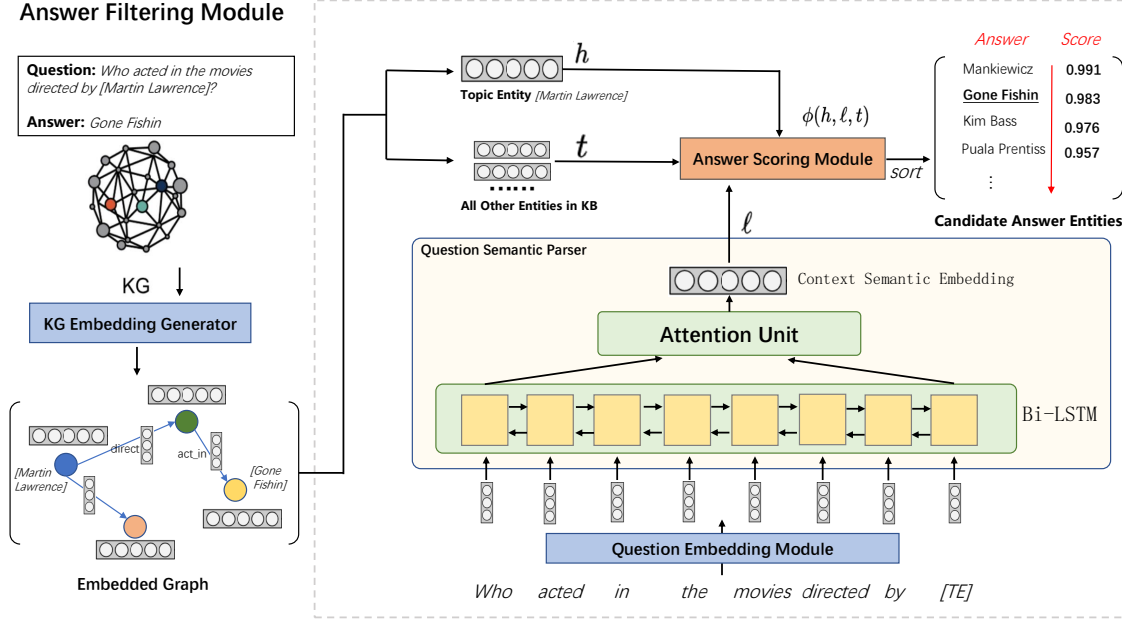 Answer Filtering Module
Question: Who acted in the movies
directed by [Martin Lawrence]?
Answer: Gone Fishin
KG
KG Embedding Generator
direct
act_in
[Martin
Lawrence]
[Gone
Fishin]
Embedded Graph
h
Topic Entity [Martin Lawrence]
t
All Other Entities in KB
ϕ(h, ℓ, t)
Answer Scoring Module
sort
Answer Score
Mankiewicz 0.991
Gone Fishin 0.983
Kim Bass 0.976
Puala Prentiss 0.957
⋮
Candidate Answer Entities
ℓ
Question Semantic Parser
Context Semantic Embedding
Attention Unit
Bi-LSTM
Question Embedding Module
Who acted in the movies directed by [TE]